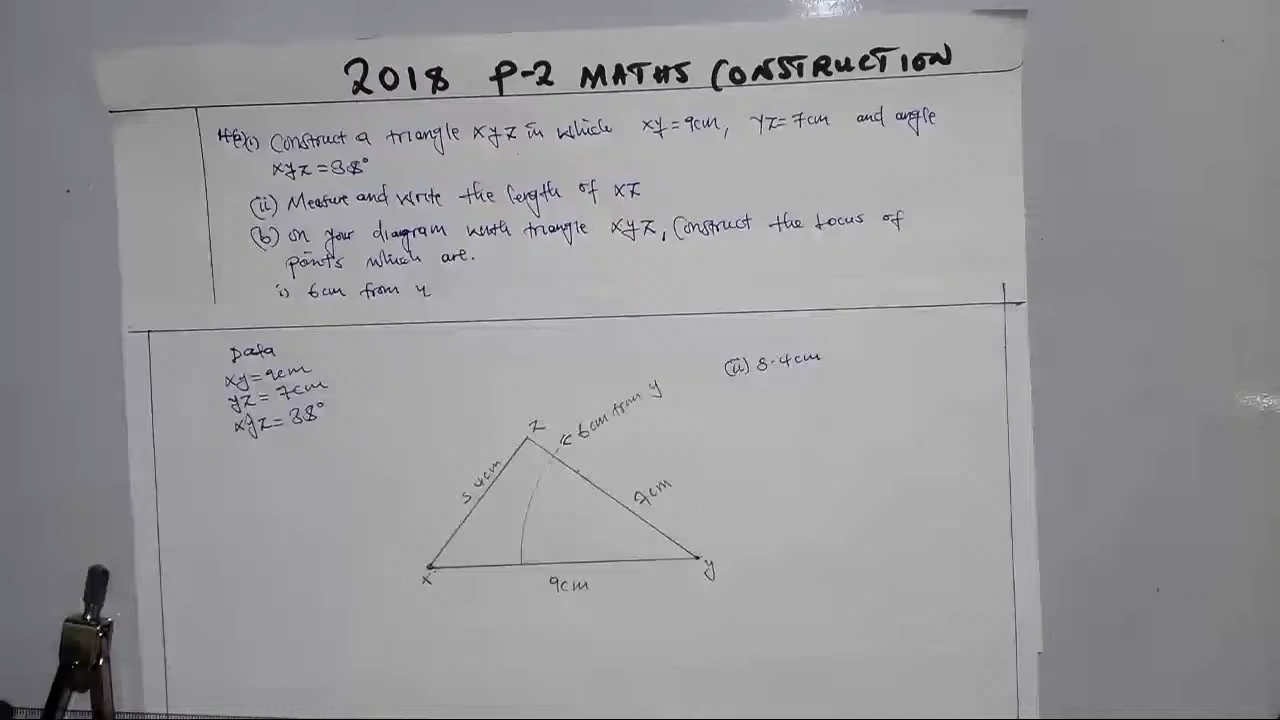 2018 P-2 MATHS CONSTRUCTION
(i) Construct a triangle XYZ in which XY = 9cm, YZ = 7cm and angle
XYZ = 38°
(ii) Measure and write the length of XZ
(b) On your diagram with triangle XYZ, Construct the locus of
points which are.
i) 6cm from y
Data
XY = 9cm
YZ = 7cm
XYZ = 38°
(ii) 5.4cm
6cm from y
Z
5.4cm
7cm
X
y
9cm